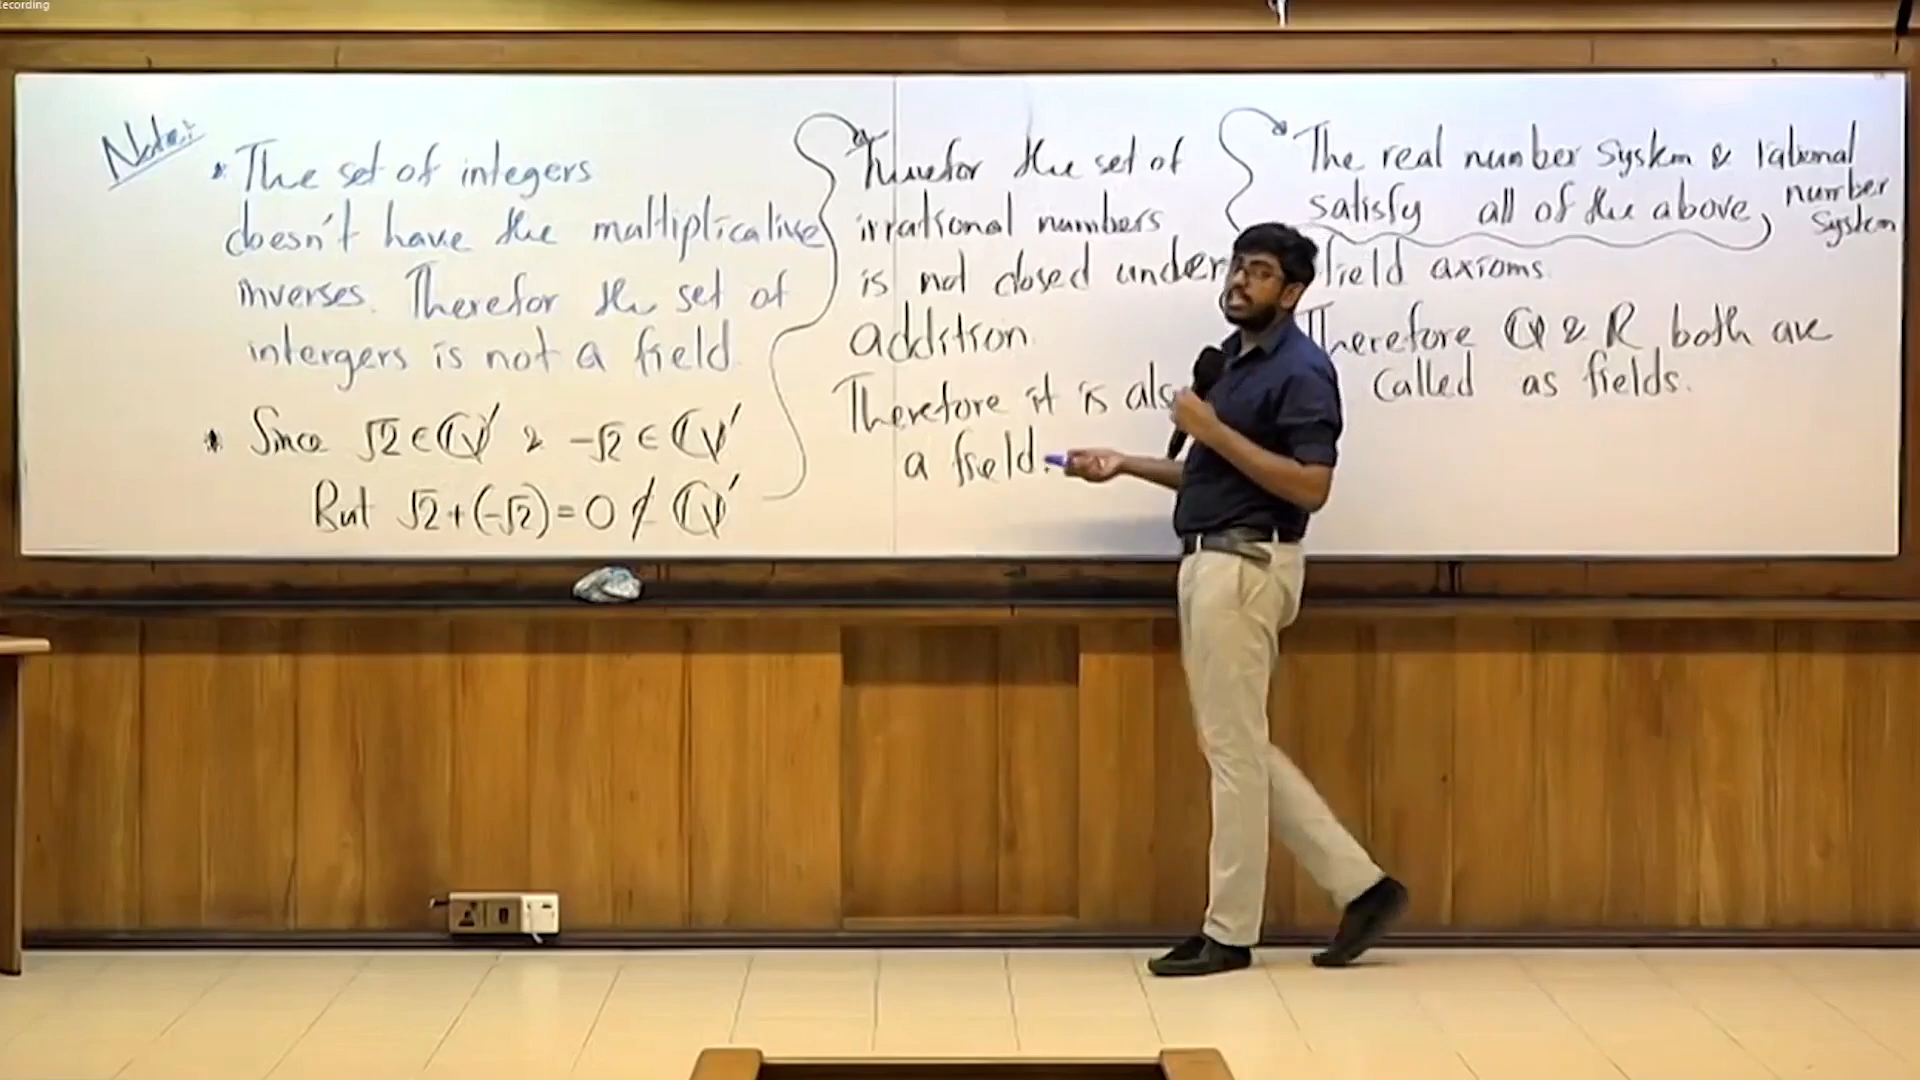 Recording
Note:
* The set of integers
doesn't have the maltiplicative
inverses. Therefor the set of
intergers is not a field.
* Since √2 ∈ ℚ' & -√2 ∈ ℚ'
But √2+(-√2)=0 ∉ ℚ'
Therefor the set of
irrational numbers
is not closed under
addition.
Therefore it is also
a field.
The real number system & rational
number system
satisfy all of the above,
field axioms.
Therefore ℚ & R both are
called as fields.